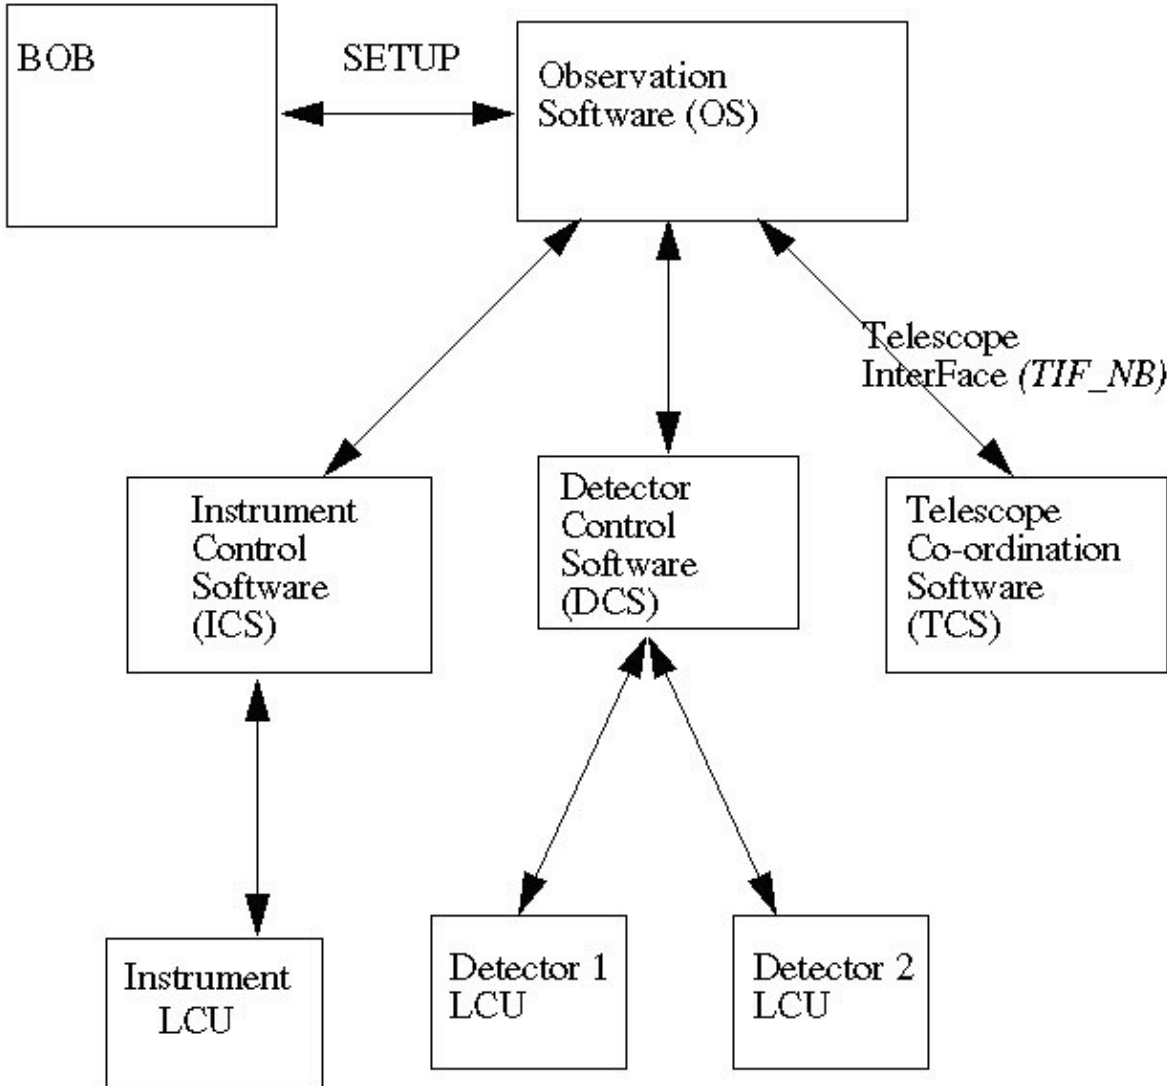 BOB
SETUP
Observation
Software (OS)
Telescope
InterFace (TIF_NB)
Instrument
Control
Software
(ICS)
Detector
Control
Software
(DCS)
Telescope
Co-ordination
Software
(TCS)
Instrument
LCU
Detector 1
LCU
Detector 2
LCU